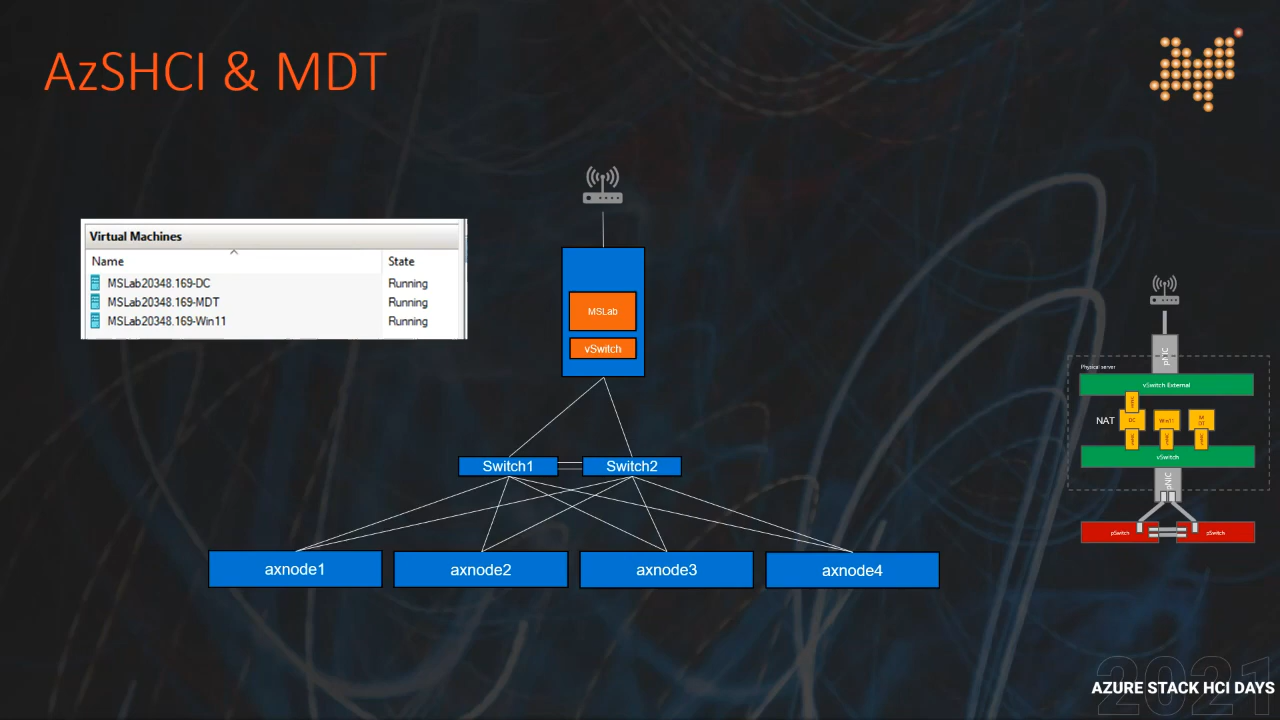 AzSHCI & MDT
Virtual Machines
Name State
MSLab20348.169-DC Running
MSLab20348.169-MDT Running
MSLab20348.169-Win11 Running
MSLab
vSwitch
Switch1 Switch2
axnode1 axnode2 axnode3 axnode4
pNIC
Physical server
vSwitch External
NAT DC Win11 M
DT
vSwitch
pNIC
pSwitch pSwitch
2021
AZURE STACK HCI DAYS